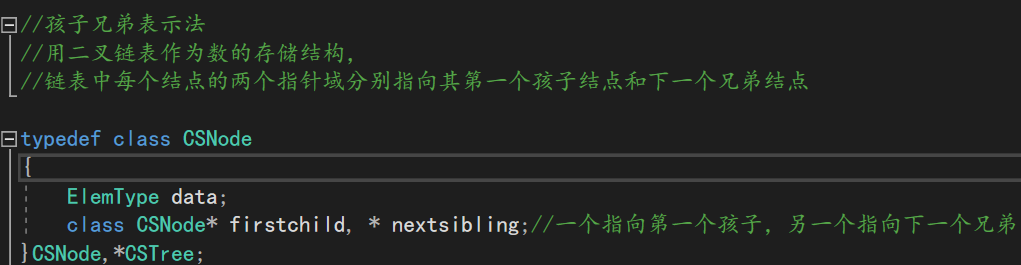 //孩子兄弟表示法
//用二叉链表作为数的存储结构，
//链表中每个结点的两个指针域分别指向其第一个孩子结点和下一个兄弟结点
typedef class CSNode
{
ElemType data;
class CSNode* firstchild, * nextsibling;//一个指向第一个孩子，另一个指向下一个兄弟
}CSNode,*CSTree;